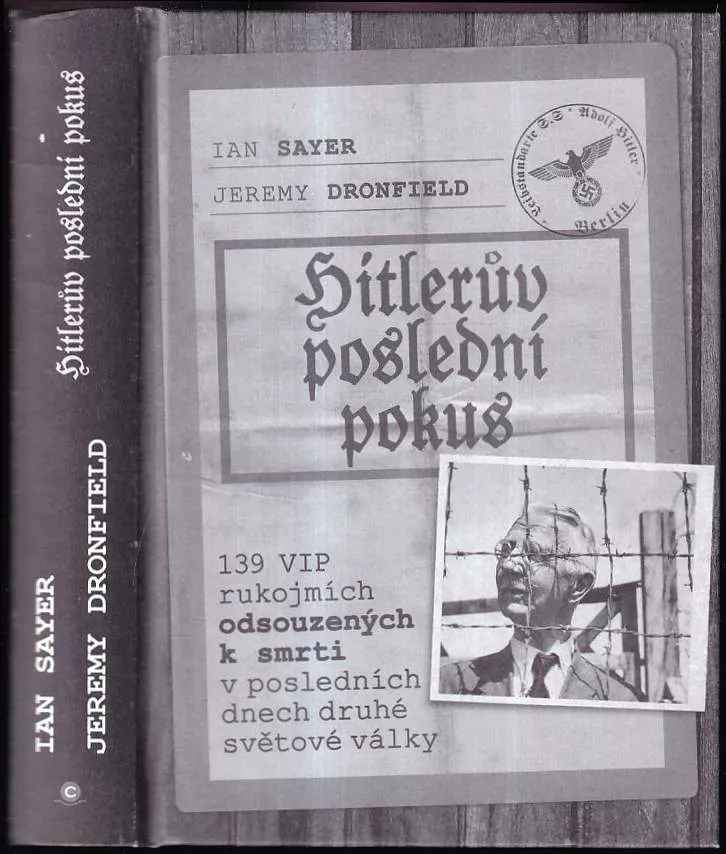 Hitlerův poslední pokus
IAN SAYER
JEREMY DRONFIELD
C
IAN SAYER
JEREMY DRONFIELD
Leibstandarte S.S * Adolf Hitler *
Berlin
Hitlerův
poslední
pokus
139 VIP
rukojmích
odsouzených
k smrti
v posledních
dnech druhé
světové války